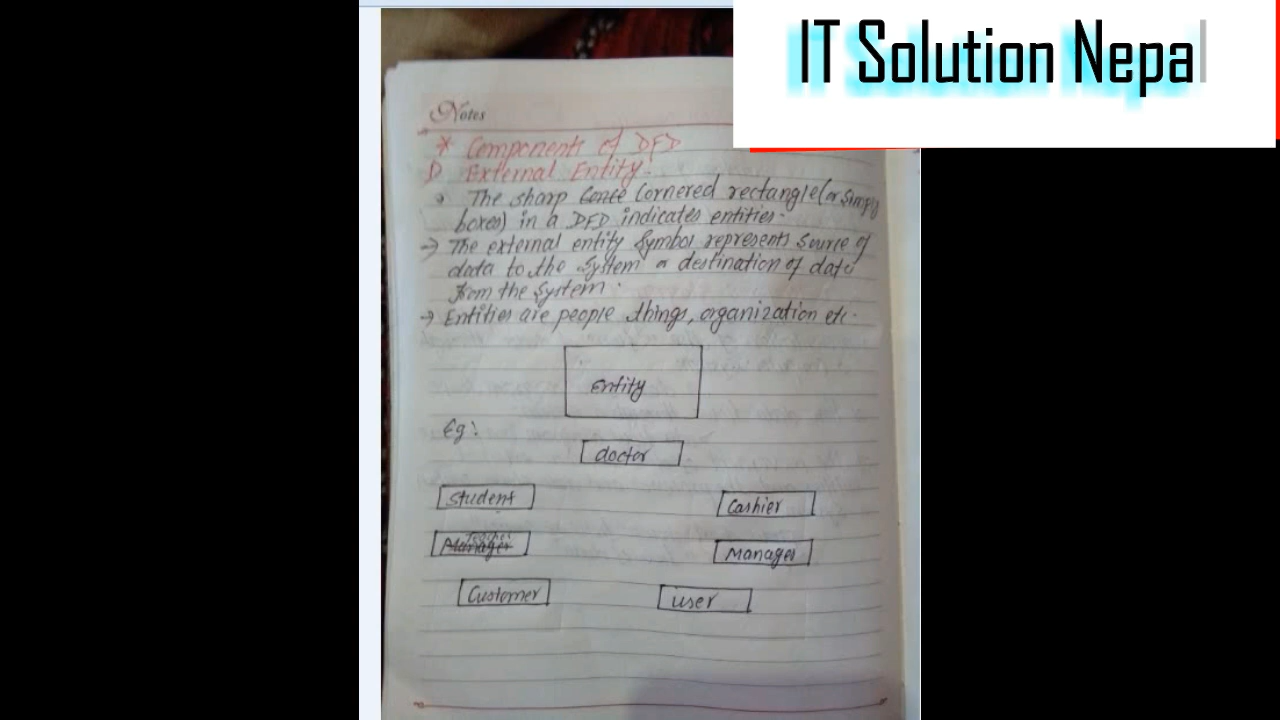 IT Solution Nepal
Notes
* Components of DFD
1) External Entity:
The sharp Cornered rectangle (or simply
boxes) in a DFD indicates entities.
→ The external entity Symbol represents Source of
data to the System or destination of data
from the System.
→ Entities are people things, organization etc.
Entity
Eg:
doctor
Student
Cashier
Teacher
Manager
Manager
Customer
user